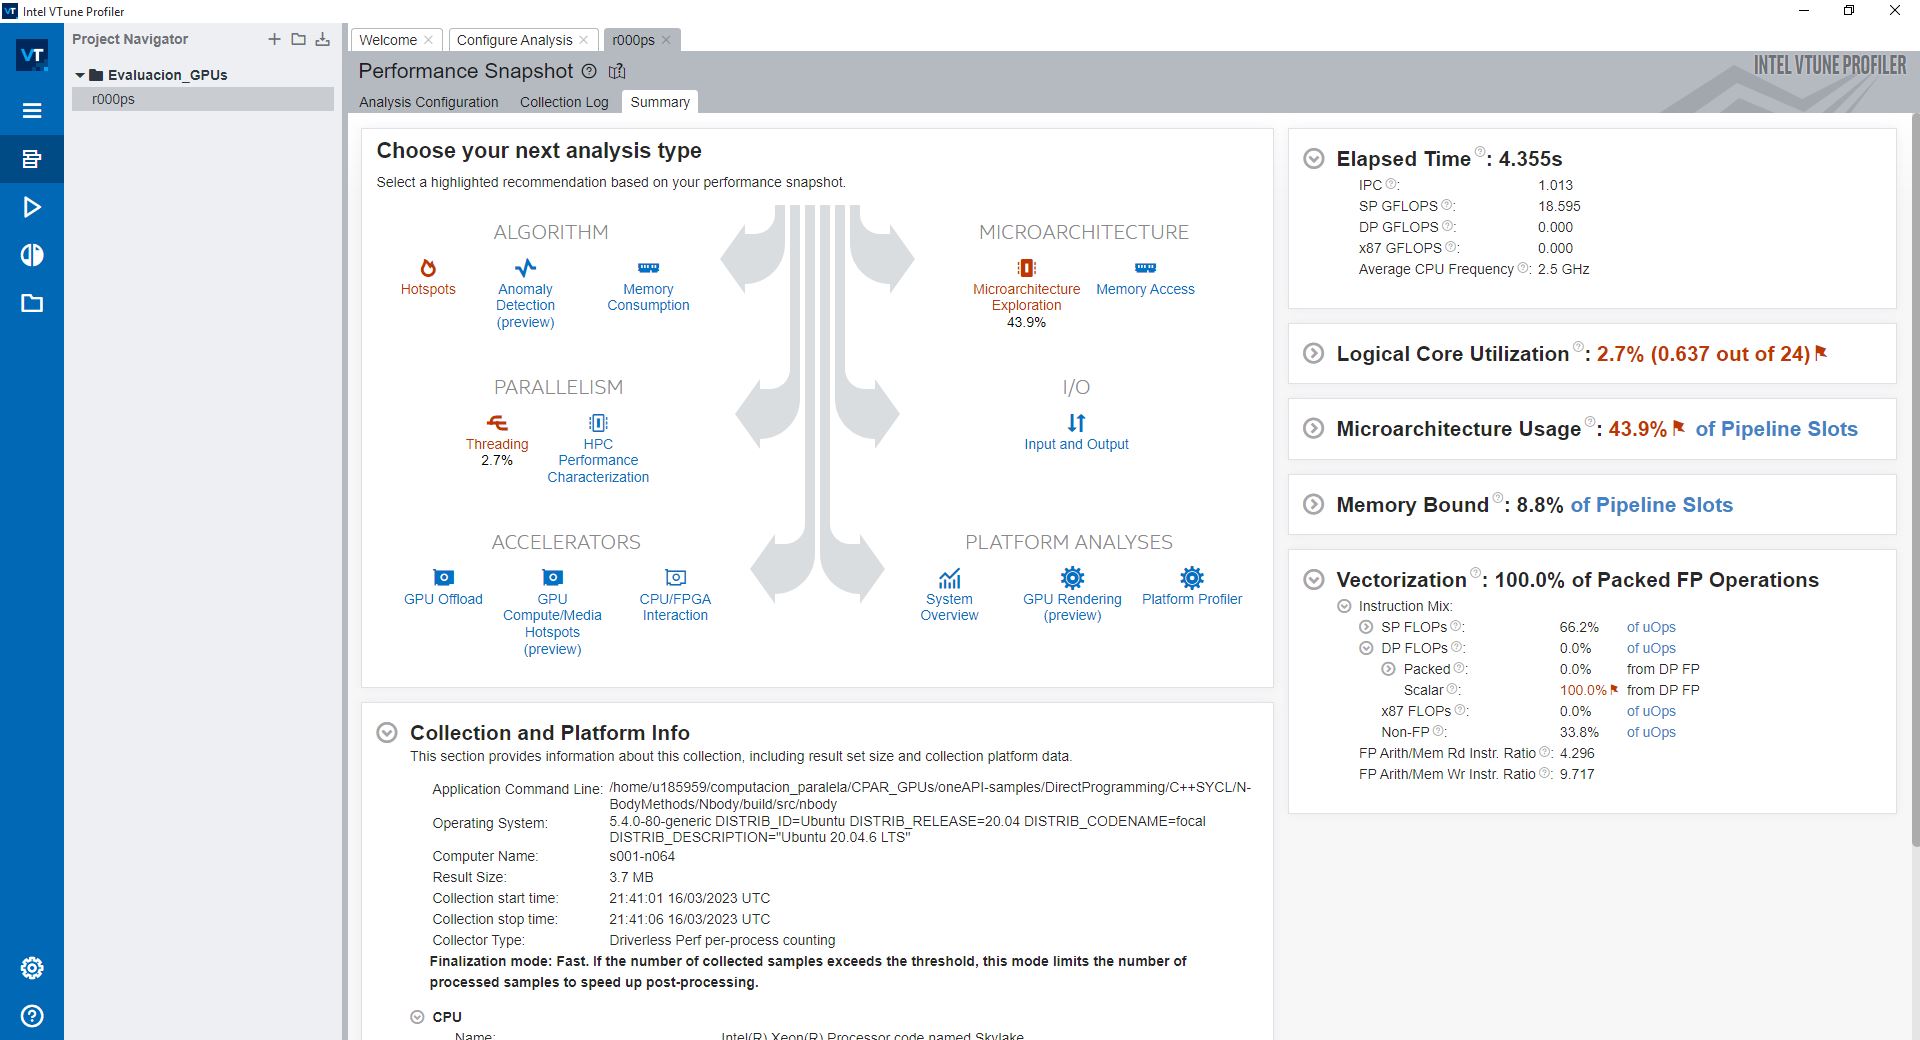 Intel VTune Profiler
VT
Project Navigator
Evaluacion_GPUs
r000ps
Welcome
Configure Analysis
r000ps
Performance Snapshot
INTEL VTUNE PROFILER
Analysis Configuration Collection Log Summary
Choose your next analysis type
Select a highlighted recommendation based on your performance snapshot.
ALGORITHM
Hotspots
Anomaly
Detection
(preview)
Memory
Consumption
MICROARCHITECTURE
Microarchitecture
Exploration
43.9%
Memory Access
PARALLELISM
Threading
2.7%
HPC
Performance
Characterization
I/O
Input and Output
ACCELERATORS
GPU Offload
GPU
Compute/Media
Hotspots
(preview)
CPU/FPGA
Interaction
PLATFORM ANALYSES
System
Overview
GPU Rendering
(preview)
Platform Profiler
Collection and Platform Info
This section provides information about this collection, including result set size and collection platform data.
Application Command Line: /home/u185959/computacion_paralela/CPAR_GPUs/oneAPI-samples/DirectProgramming/C++SYCL/N-
BodyMethods/Nbody/build/src/nbody
Operating System: 5.4.0-80-generic DISTRIB_ID=Ubuntu DISTRIB_RELEASE=20.04 DISTRIB_CODENAME=focal
DISTRIB_DESCRIPTION="Ubuntu 20.04.6 LTS"
Computer Name: s001-n064
Result Size: 3.7 MB
Collection start time: 21:41:01 16/03/2023 UTC
Collection stop time: 21:41:06 16/03/2023 UTC
Collector Type: Driverless Perf per-process counting
Finalization mode: Fast. If the number of collected samples exceeds the threshold, this mode limits the number of
processed samples to speed up post-processing.
CPU
Name: Intel(R) Xeon(R) Processor code named Skylake
Elapsed Time: 4.355s
IPC: 1.013
SP GFLOPS: 18.595
DP GFLOPS: 0.000
x87 GFLOPS: 0.000
Average CPU Frequency: 2.5 GHz
Logical Core Utilization: 2.7% (0.637 out of 24)
Microarchitecture Usage: 43.9% of Pipeline Slots
Memory Bound: 8.8% of Pipeline Slots
Vectorization: 100.0% of Packed FP Operations
Instruction Mix:
SP FLOPs: 66.2% of uOps
DP FLOPs: 0.0% of uOps
Packed: 0.0% from DP FP
Scalar: 100.0% from DP FP
x87 FLOPs: 0.0% of uOps
Non-FP: 33.8% of uOps
FP Arith/Mem Rd Instr. Ratio: 4.296
FP Arith/Mem Wr Instr. Ratio: 9.717